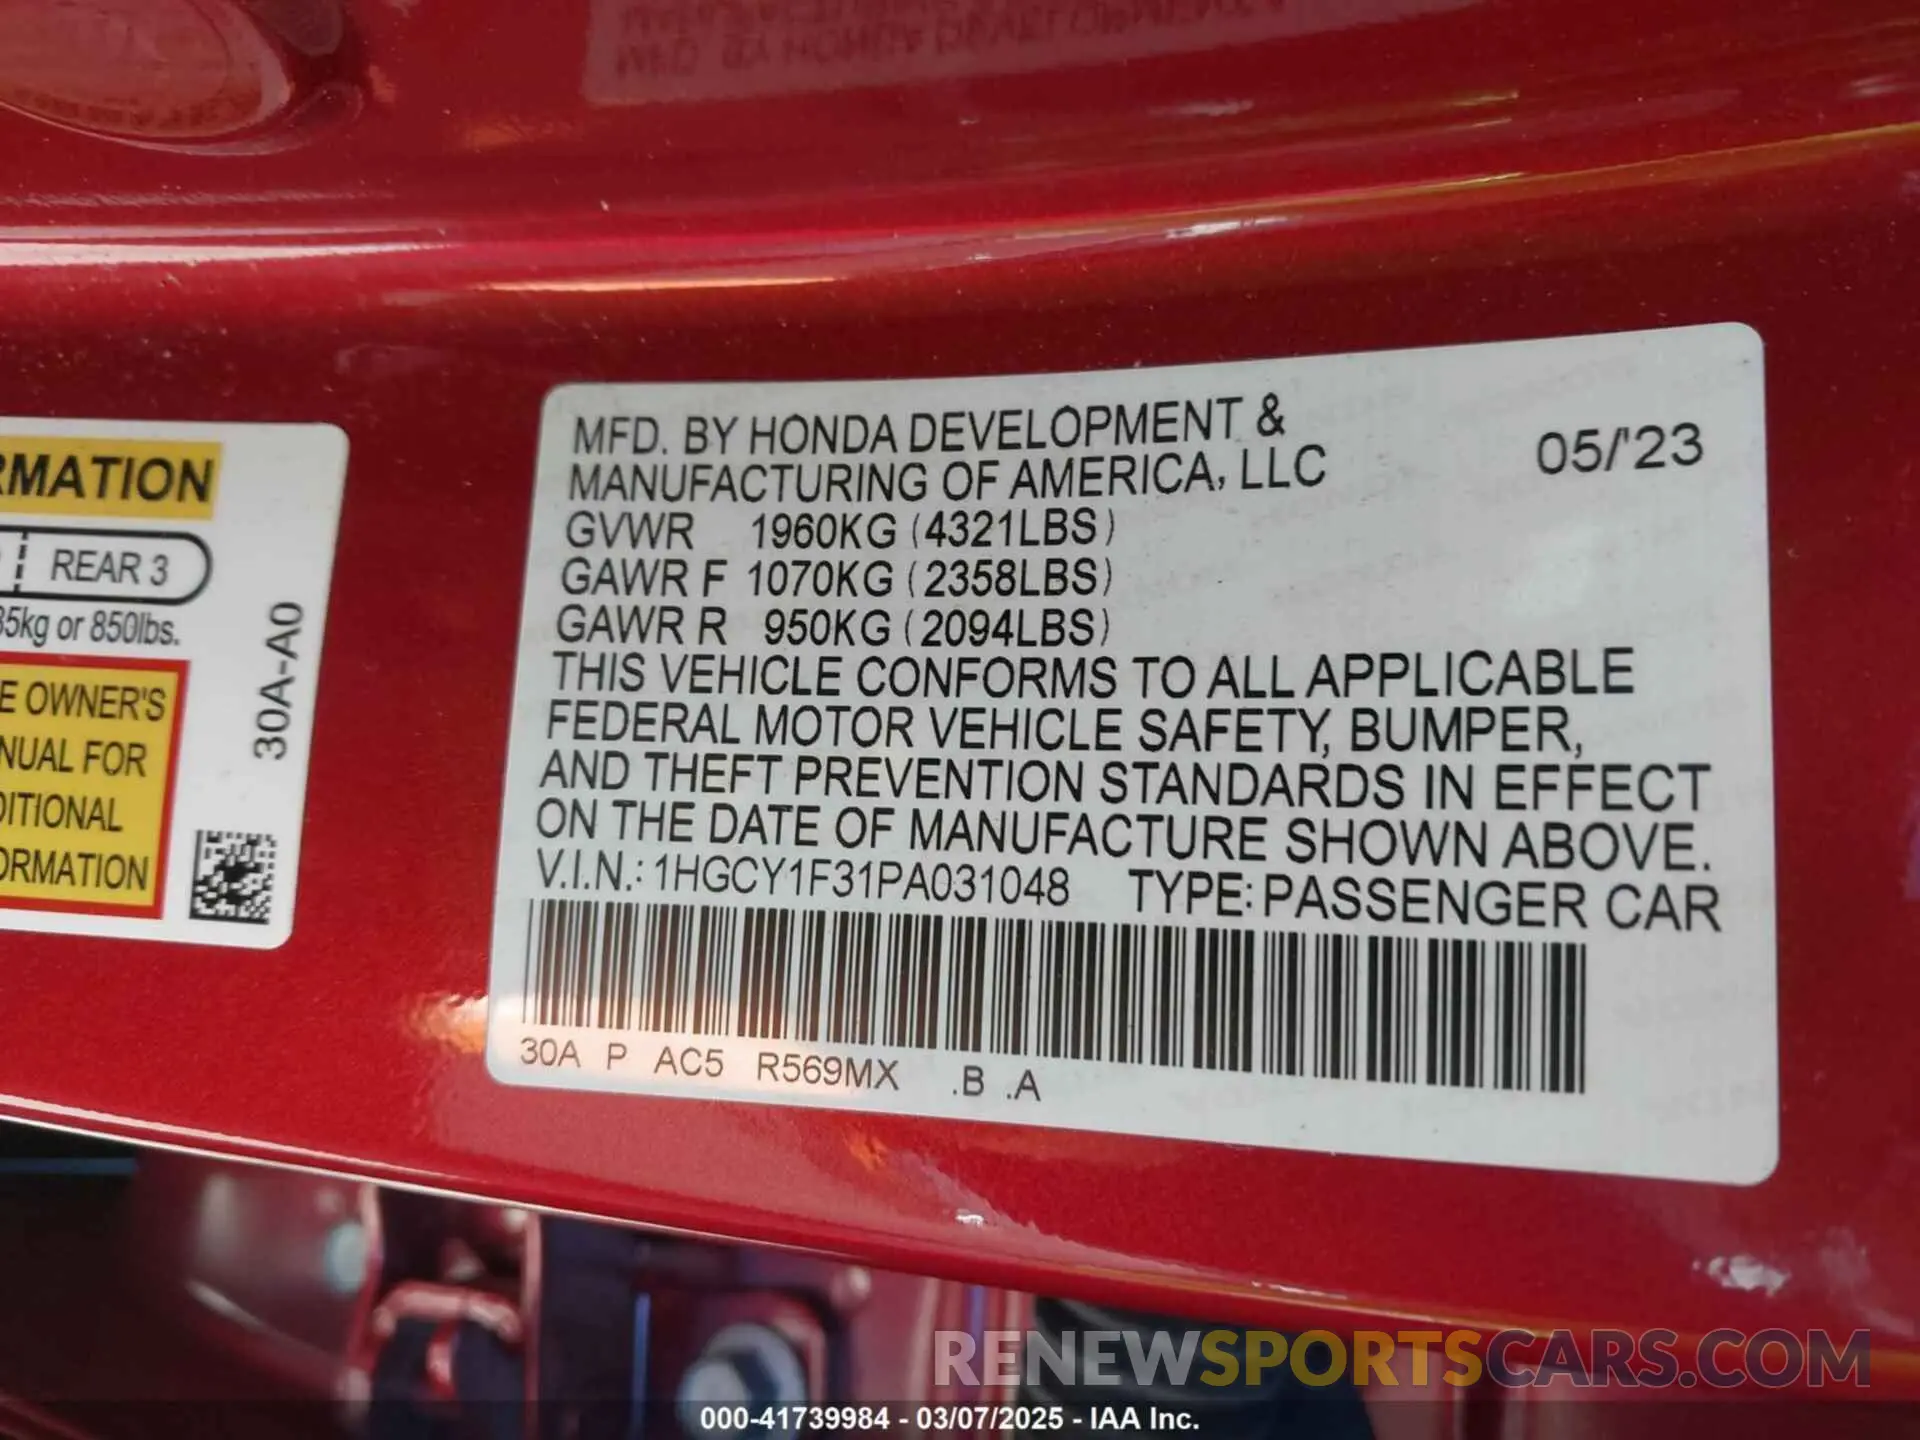 RMATION
REAR 3
35kg or 850lbs.
E OWNER'S
NUAL FOR
DITIONAL
ORMATION
30A-A0
MFD. BY HONDA DEVELOPMENT &
MANUFACTURING OF AMERICA, LLC
05/'23
GVWR 1960KG (4321LBS)
GAWR F 1070KG (2358LBS)
GAWR R 950KG (2094LBS)
THIS VEHICLE CONFORMS TO ALL APPLICABLE
FEDERAL MOTOR VEHICLE SAFETY, BUMPER,
AND THEFT PREVENTION STANDARDS IN EFFECT
ON THE DATE OF MANUFACTURE SHOWN ABOVE.
V.I.N.: 1HGCY1F31PA031048 TYPE: PASSENGER CAR
30A P AC5 R569MX .B .A
RENEWSPORTSCARS.COM
000-41739984 - 03/07/2025 - IAA Inc.